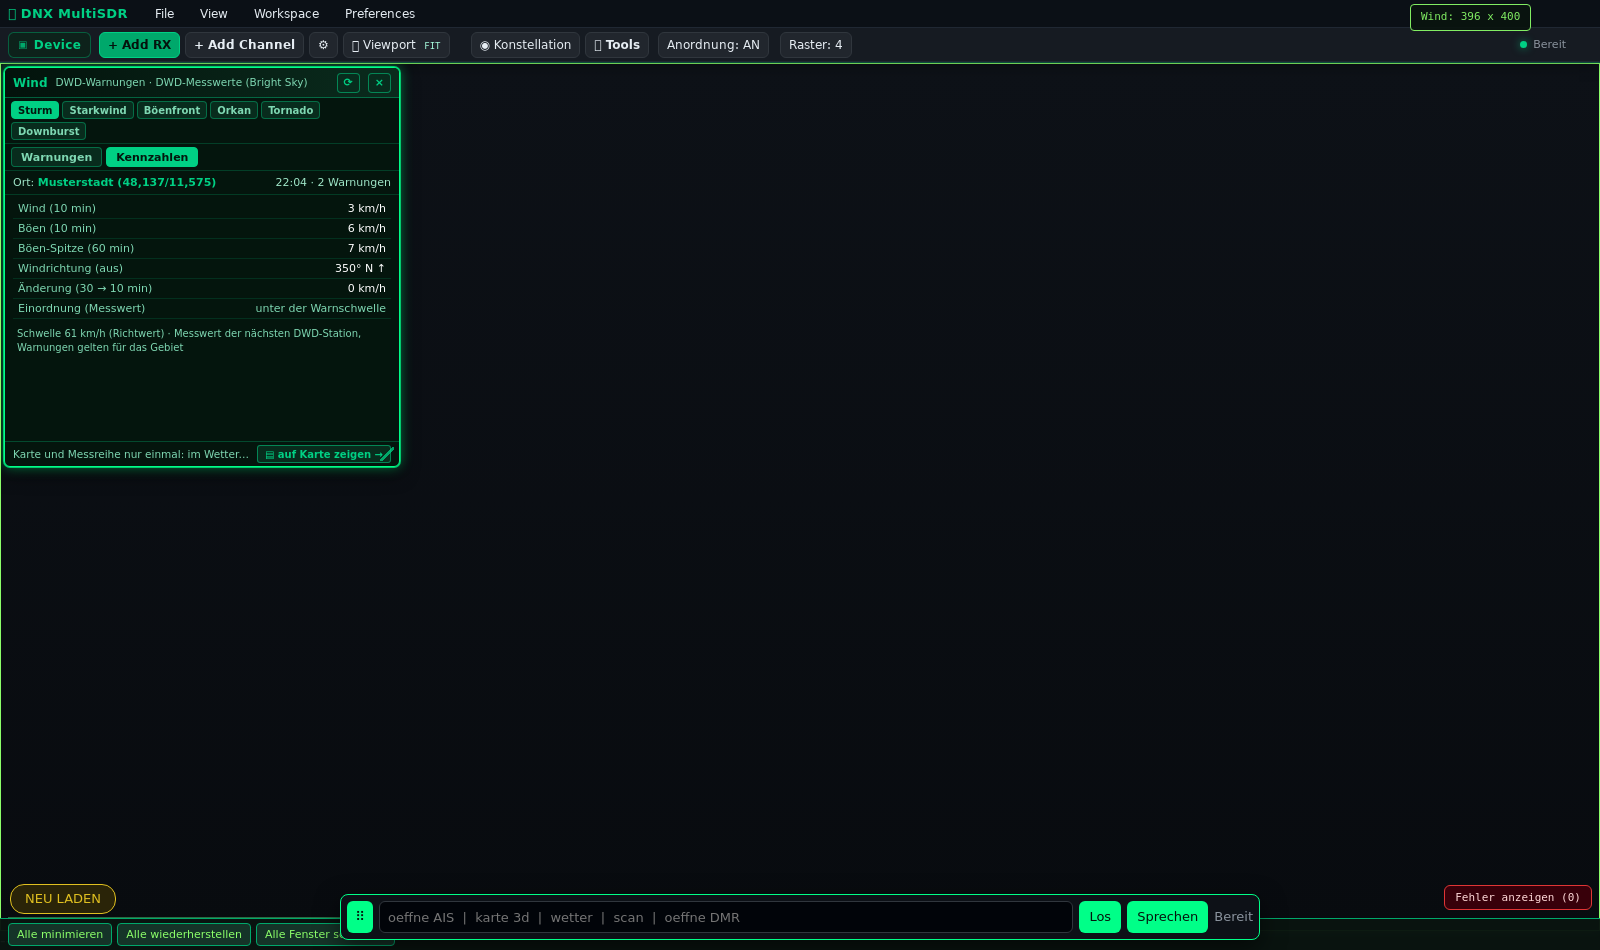 DNX MultiSDR File View Workspace Preferences
Wind: 396 x 400
Device + Add RX + Add Channel Viewport FIT Konstellation Tools Anordnung: AN Raster: 4 Bereit
Wind DWD-Warnungen · DWD-Messwerte (Bright Sky)
Sturm Starkwind Böenfront Orkan Tornado
Downburst
Warnungen Kennzahlen
Ort: Musterstadt (48,137/11,575) 22:04 · 2 Warnungen
Wind (10 min) 3 km/h
Böen (10 min) 6 km/h
Böen-Spitze (60 min) 7 km/h
Windrichtung (aus) 350° N ↑
Änderung (30 → 10 min) 0 km/h
Einordnung (Messwert) unter der Warnschwelle
Schwelle 61 km/h (Richtwert) · Messwert der nächsten DWD-Station,
Warnungen gelten für das Gebiet
Karte und Messreihe nur einmal: im Wetter... auf Karte zeigen →
NEU LADEN
Fehler anzeigen (0)
oeffne AIS | karte 3d | wetter | scan | oeffne DMR Los Sprechen Bereit
Alle minimieren Alle wiederherstellen Alle Fenster